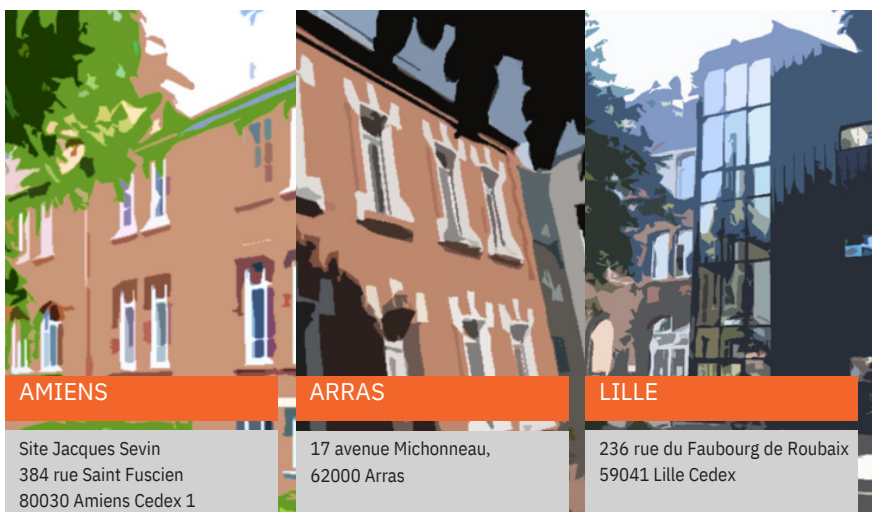 AMIENS
Site Jacques Sevin
384 rue Saint Fuscien
80030 Amiens Cedex 1
ARRAS
17 avenue Michonneau,
62000 Arras
LILLE
236 rue du Faubourg de Roubaix
59041 Lille Cedex